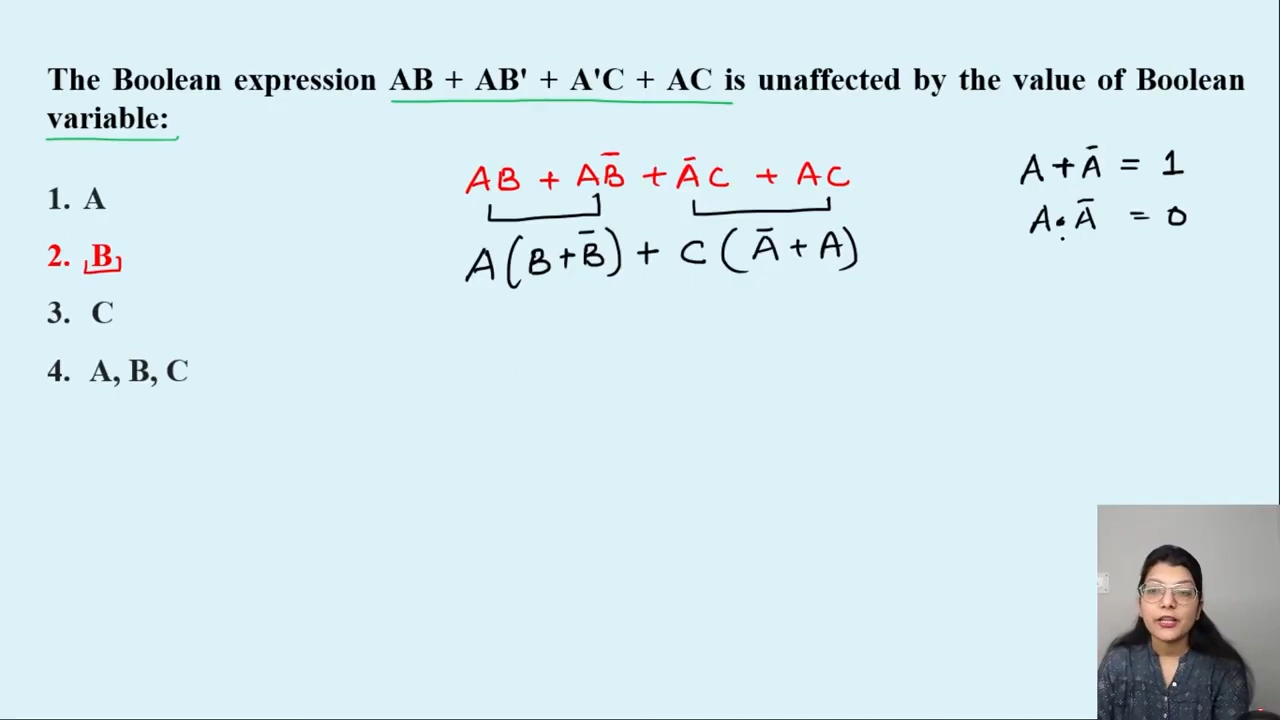 The Boolean expression AB + AB' + A'C + AC is unaffected by the value of Boolean
variable:
1. A
2. B
3. C
4. A, B, C
AB + AB̄ + ĀC + AC
A(B+B̄) + C(Ā+A)
A+Ā = 1
A•Ā = 0